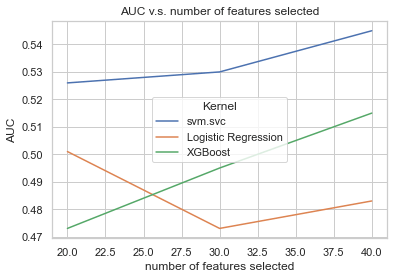 AUC v.s. number of features selected
0.54
0.53
0.52
0.51
0.50
0.49
0.48
0.47
AUC
Kernel
svm.svc
Logistic Regression
XGBoost
20.0 22.5 25.0 27.5 30.0 32.5 35.0 37.5 40.0
number of features selected